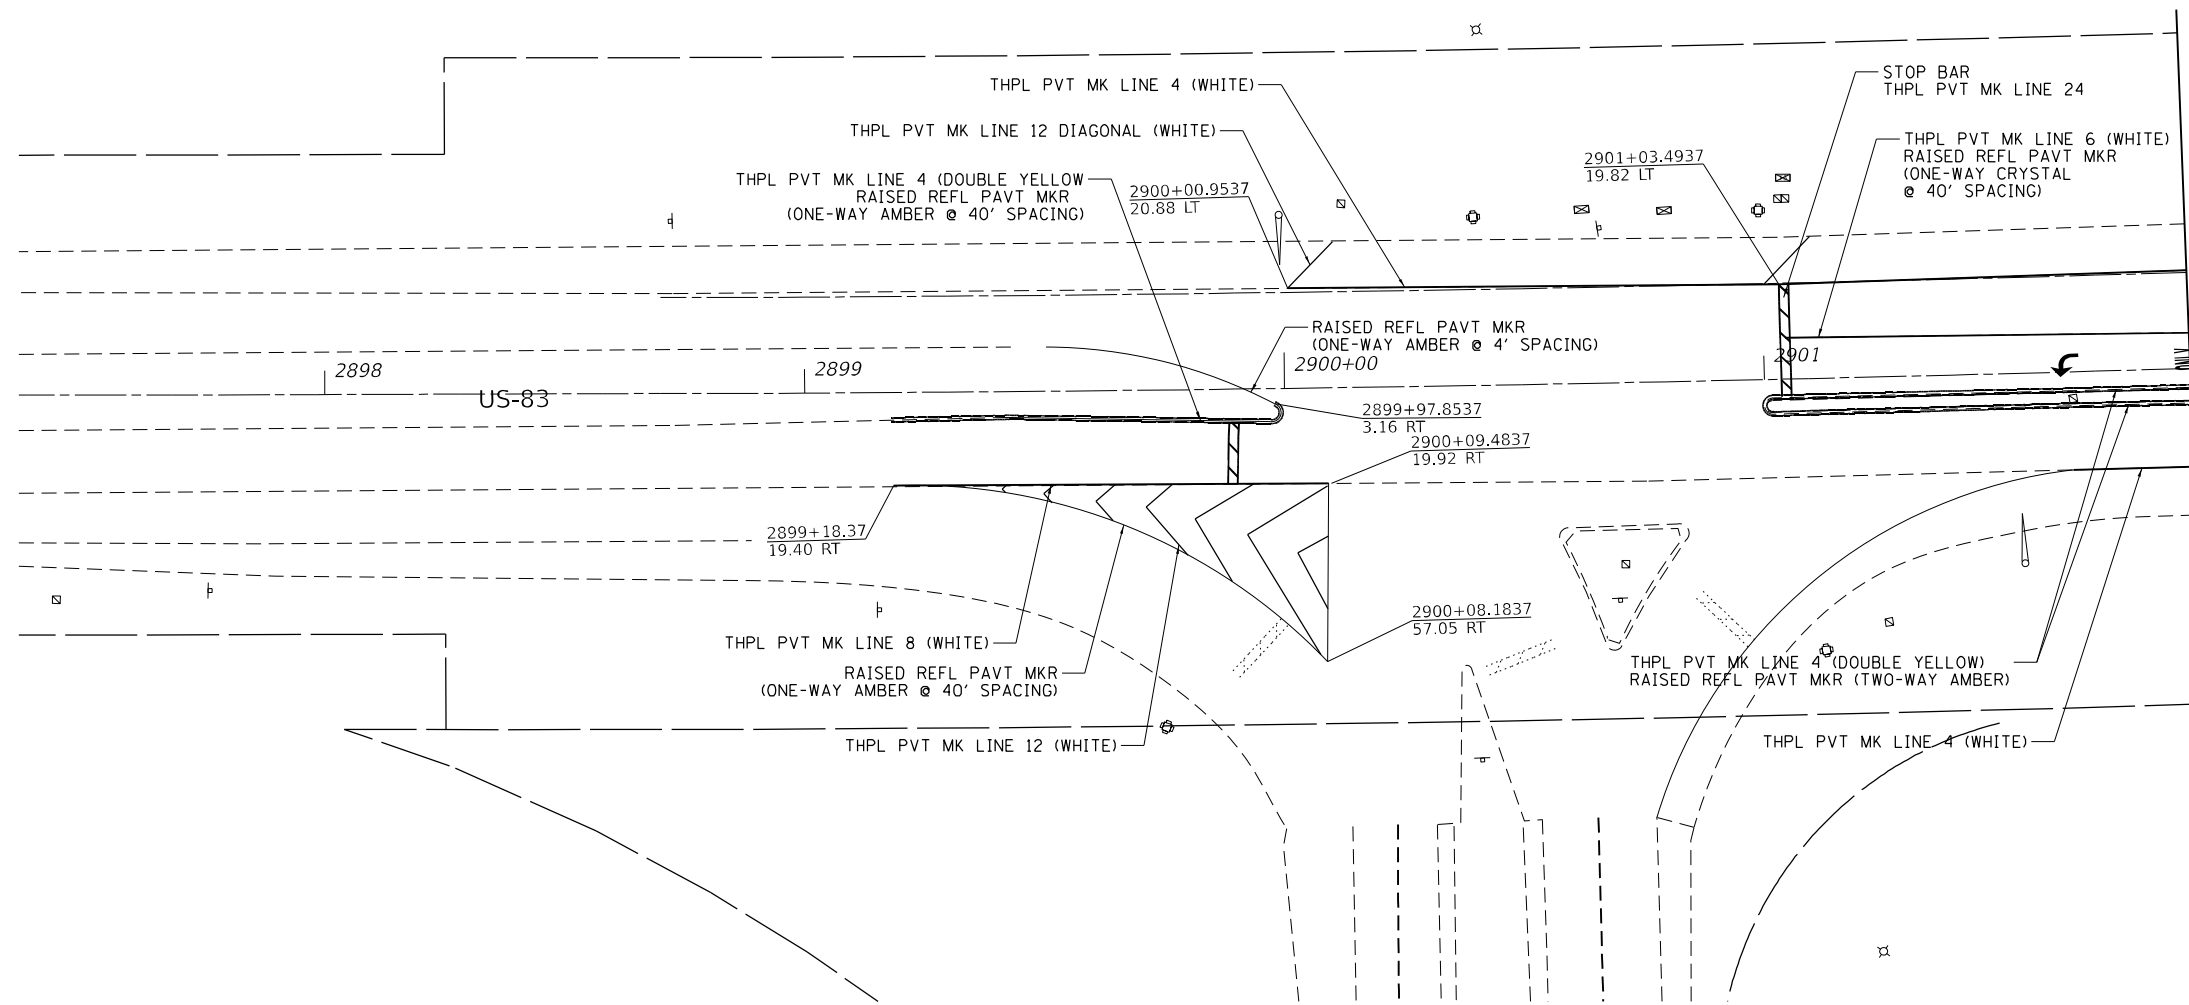 THPL PVT MK LINE 4 (WHITE)
STOP BAR
THPL PVT MK LINE 24
THPL PVT MK LINE 12 DIAGONAL (WHITE)
THPL PVT MK LINE 6 (WHITE)
RAISED REFL PAVT MKR
(ONE-WAY CRYSTAL
@ 40' SPACING)
2901+03.4937
19.82 LT
THPL PVT MK LINE 4 (DOUBLE YELLOW
RAISED REFL PAVT MKR
(ONE-WAY AMBER @ 40' SPACING)
2900+00.9537
20.88 LT
RAISED REFL PAVT MKR
(ONE-WAY AMBER @ 4' SPACING)
2898
2899
2900+00
2901
US-83
2899+97.8537
3.16 RT
2900+09.4837
19.92 RT
2899+18.37
19.40 RT
2900+08.1837
57.05 RT
THPL PVT MK LINE 8 (WHITE)
RAISED REFL PAVT MKR
(ONE-WAY AMBER @ 40' SPACING)
THPL PVT MK LINE 4 (DOUBLE YELLOW)
RAISED REFL PAVT MKR (TWO-WAY AMBER)
THPL PVT MK LINE 12 (WHITE)
THPL PVT MK LINE 4 (WHITE)